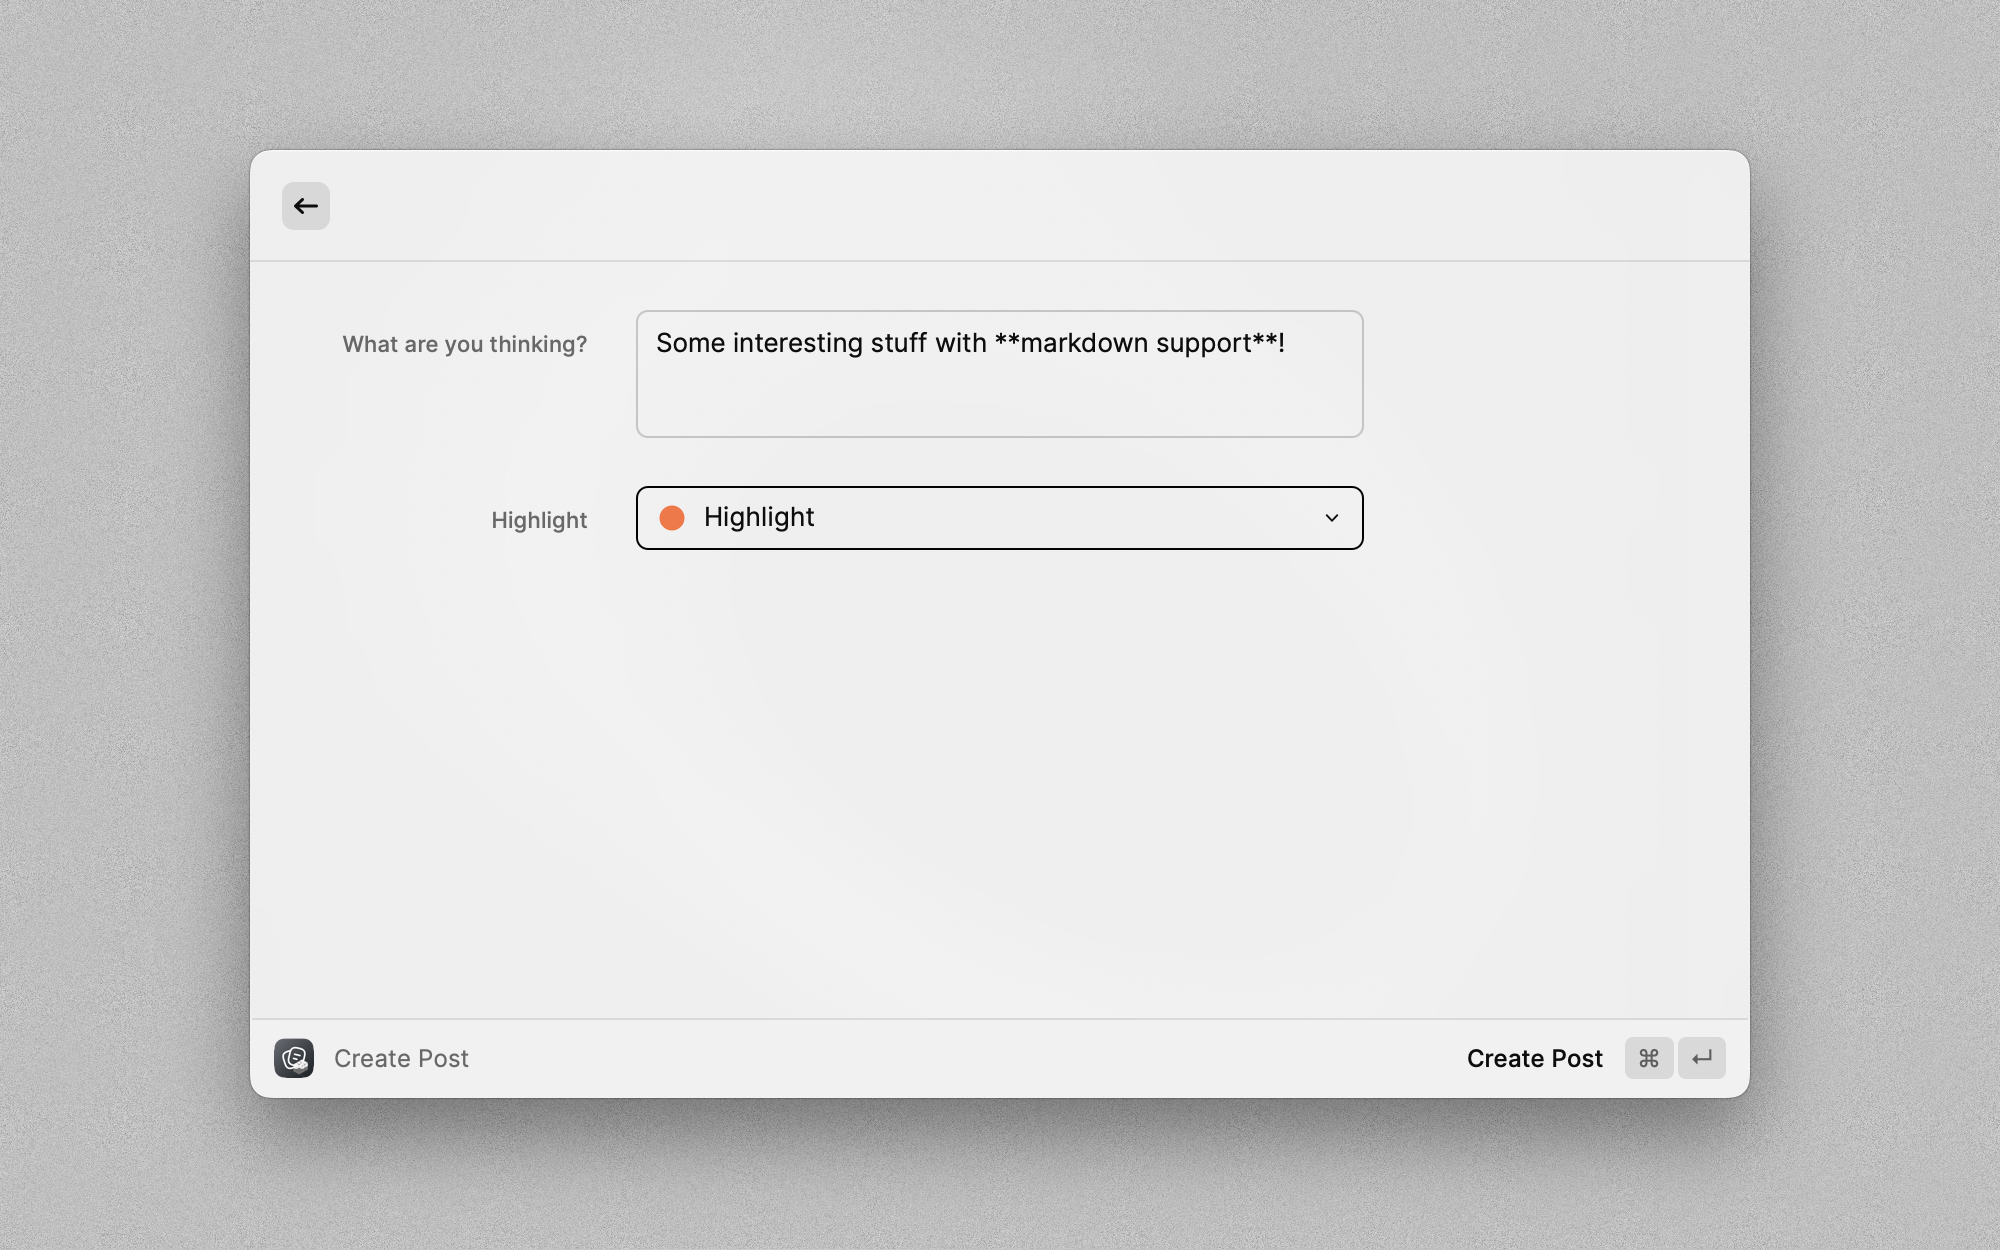 What are you thinking?
Some interesting stuff with **markdown support**!
Highlight
Highlight
Create Post
Create Post ⌘ ↵